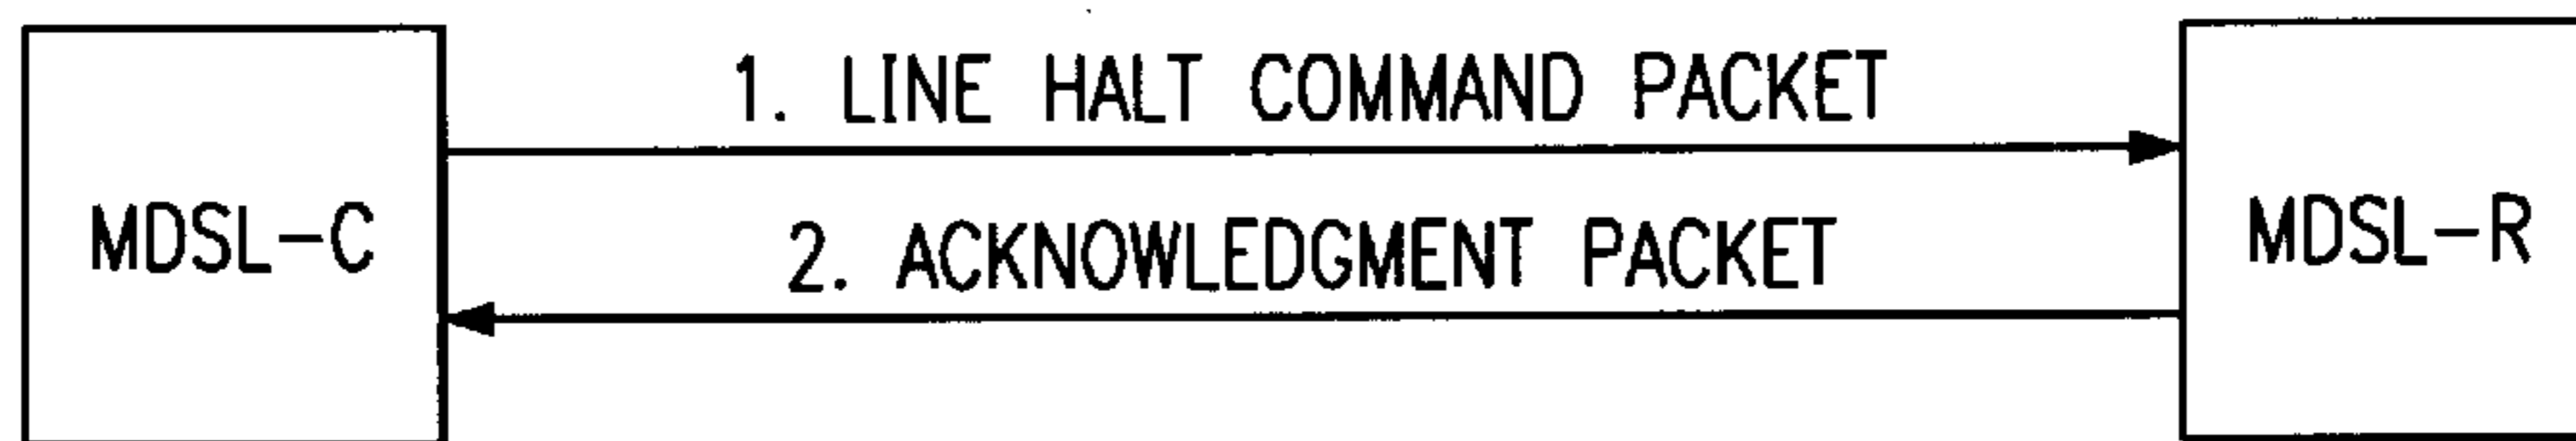 1. LINE HALT COMMAND PACKET
MDSL-C
MDSL-R
2. ACKNOWLEDGMENT PACKET